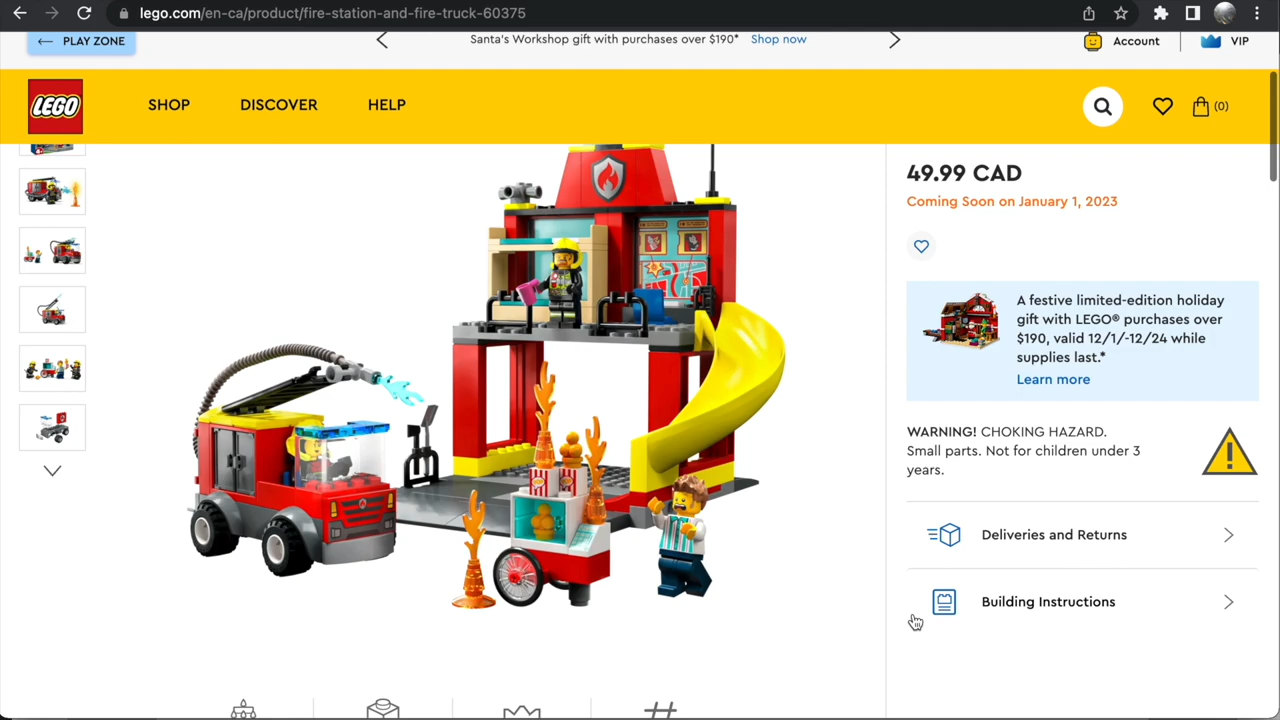 lego.com/en-ca/product/fire-station-and-fire-truck-60375
PLAY ZONE
Santa's Workshop gift with purchases over $190* Shop now
Account
VIP
LEGO
SHOP
DISCOVER
HELP
(0)
49.99 CAD
Coming Soon on January 1, 2023
A festive limited-edition holiday
gift with LEGO® purchases over
$190, valid 12/1/-12/24 while
supplies last.*
Learn more
WARNING! CHOKING HAZARD.
Small parts. Not for children under 3
years.
Deliveries and Returns
Building Instructions